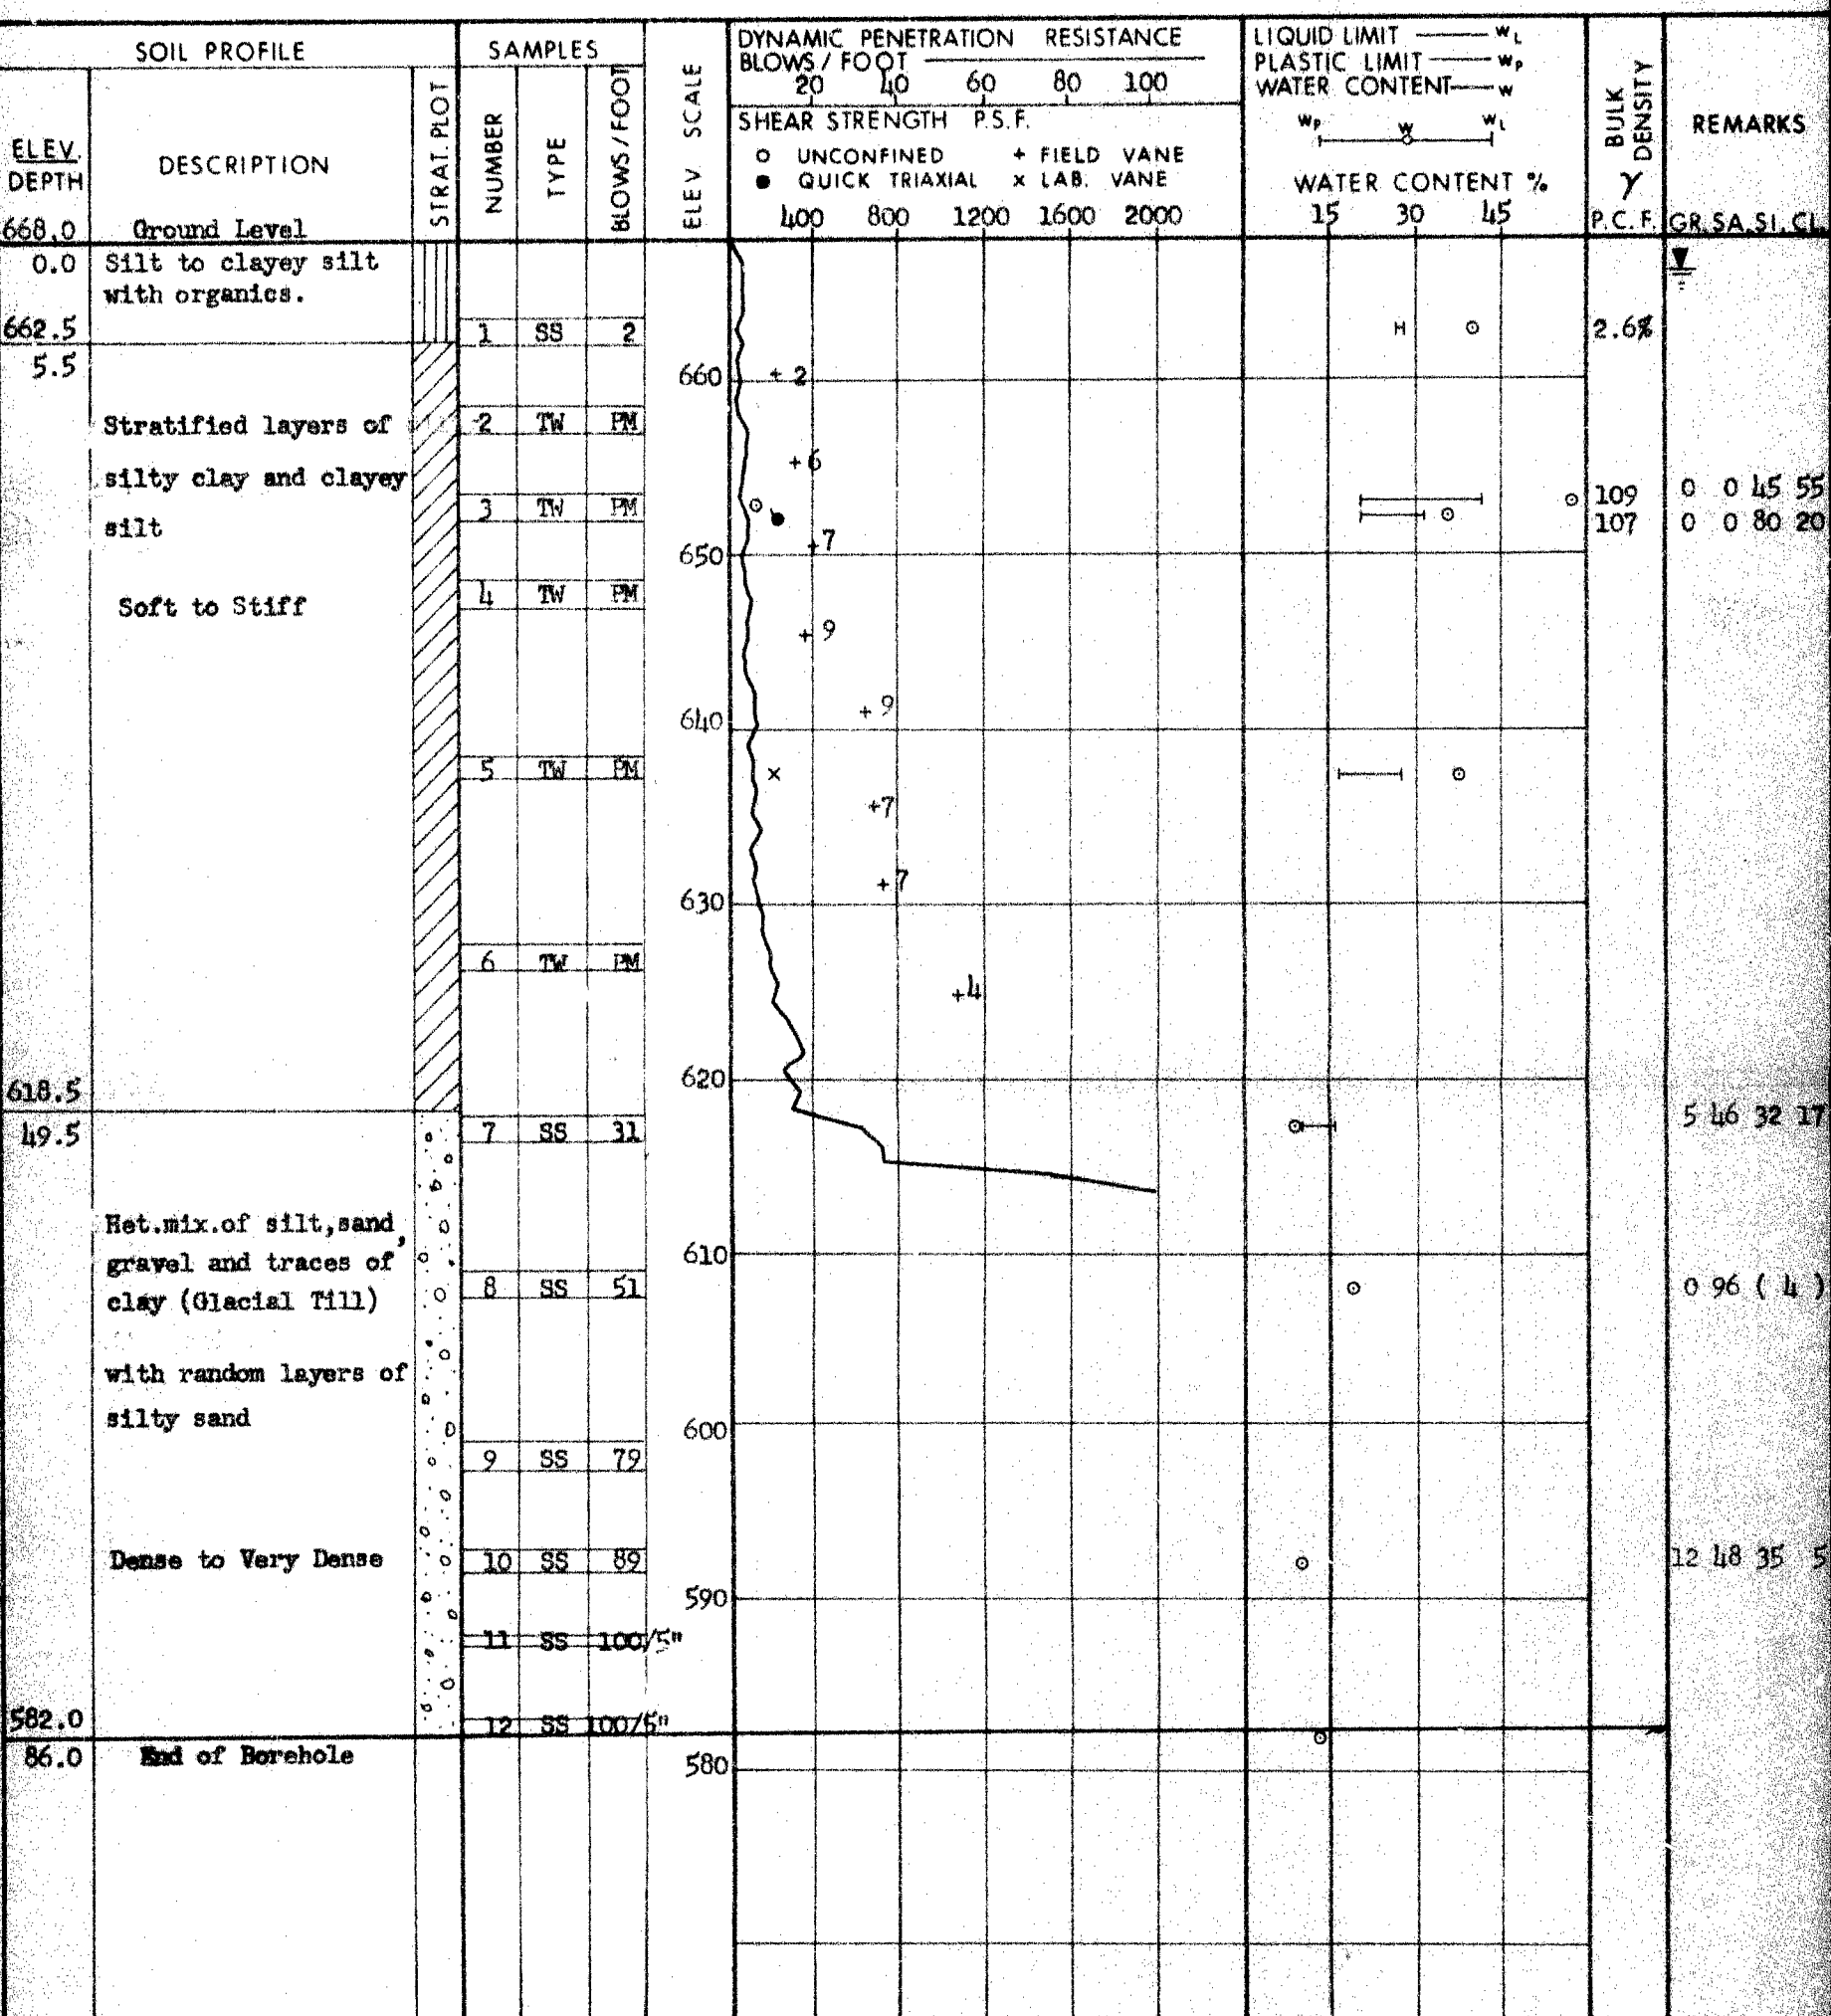 SOIL PROFILE
SAMPLES
ELEV. SCALE
DYNAMIC PENETRATION RESISTANCE
BLOWS / FOOT
20 40 60 80 100
LIQUID LIMIT —— wL
PLASTIC LIMIT —— wP
WATER CONTENT —— w
BULK DENSITY
γ
P.C.F.
REMARKS
GR. SA. SI. CL.
ELEV.
DEPTH
DESCRIPTION
STRAT. PLOT
NUMBER
TYPE
BLOWS / FOOT
SHEAR STRENGTH P.S.F.
○ UNCONFINED + FIELD VANE
● QUICK TRIAXIAL × LAB. VANE
400 800 1200 1600 2000
wP w wL
WATER CONTENT %
15 30 45
668.0 Ground Level
0.0 Silt to clayey silt
with organics.
662.5
1 SS 2
2.6%
5.5
660
+ 2
Stratified layers of
2 TW PM
+ 6
silty clay and clayey
3 TW PM
109 0 0 45 55
silt
107 0 0 80 20
+ 7
650
4 TW PM
Soft to Stiff
+ 9
+ 9
640
5 TW PM
×
+7
+7
630
6 TW PM
+4
620
618.5
49.5
7 SS 31
5 46 32 17
Het.mix.of silt,sand,
gravel and traces of
610
clay (Glacial Till)
8 SS 51
0 96 ( 4 )
with random layers of
silty sand
600
9 SS 79
Dense to Very Dense
10 SS 89
12 48 35 5
590
11 SS 100/5"
582.0
12 SS 100/5"
86.0 End of Borehole
580